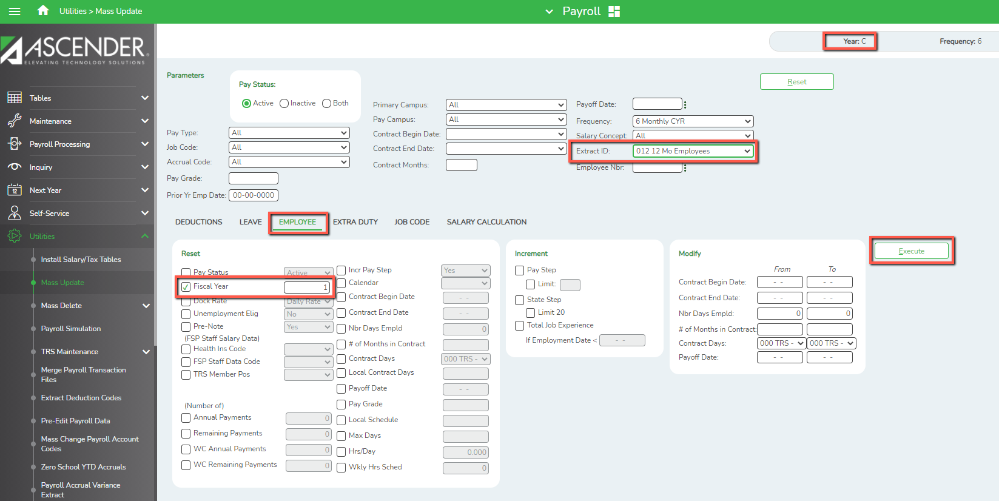 Utilities > Mass Update
Payroll
ASCENDER
ELEVATING TECHNOLOGY SOLUTIONS
Year: C
Frequency: 6
Tables
Maintenance
Payroll Processing
Inquiry
12
Next Year
Self-Service
Utilities
Install Salary/Tax Tables
Mass Update
Mass Delete
Payroll Simulation
TRS Maintenance
Merge Payroll Transaction
Files
Extract Deduction Codes
Pre-Edit Payroll Data
Mass Change Payroll Account
Codes
Zero School YTD Accruals
Payroll Accrual Variance
Extract
Parameters
Pay Status:
Active
Inactive
Both
Reset
Pay Type: All
Job Code: All
Accrual Code: All
Pay Grade:
Prior Yr Emp Date: 00-00-0000
Primary Campus: All
Pay Campus: All
Contract Begin Date:
Contract End Date:
Contract Months:
Payoff Date:
Frequency: 6 Monthly CYR
Salary Concept: All
Extract ID: 012 12 Mo Employees
Employee Nbr:
DEDUCTIONS LEAVE EMPLOYEE EXTRA DUTY JOB CODE SALARY CALCULATION
Reset
Pay Status Active
Fiscal Year 1
Dock Rate Daily Rate
Unemployment Elig No
Pre-Note Yes
(FSP Staff Salary Data)
Health Ins Code
FSP Staff Data Code
TRS Member Pos
(Number of)
Annual Payments 0
Remaining Payments 0
WC Annual Payments 0
WC Remaining Payments 0
Incr Pay Step Yes
Calendar
Contract Begin Date - -
Contract End Date - -
Nbr Days Empld 0
# of Months in Contract
Contract Days 000 TRS -
Local Contract Days
Payoff Date - -
Pay Grade
Local Schedule
Max Days
Hrs/Day 0.000
Wkly Hrs Sched 0
Increment
Pay Step
Limit:
State Step
Limit 20
Total Job Experience
If Employment Date < - -
Modify
From To
Contract Begin Date: - - - -
Contract End Date: - - - -
Nbr Days Empld: 0 0
# of Months in Contract:
Contract Days: 000 TRS - 000 TRS -
Payoff Date: - - - -
Execute